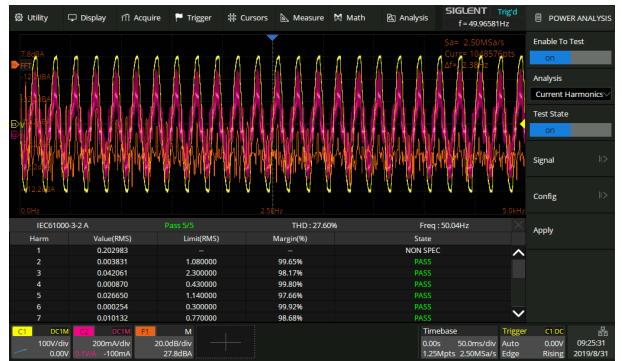 Utility Display Acquire Trigger Cursors Measure Math Analysis SIGLENT Trig'd
f = 49.96581Hz
POWER ANALYSIS
Enable To Test
on
Analysis
Current Harmonics
Test State
on
Signal
Config
Apply
Sa= 2.50MSa/s
Curr= 1048576pts
FFT
0.0Hz 2.5kHz 5.0kHz
IEC61000-3-2 A Pass 5/5 THD : 27.60% Freq : 50.04Hz
Harm Value(RMS) Limit(RMS) Margin(%) State
1 0.202983 -- -- NON SPEC
2 0.003831 1.080000 99.65% PASS
3 0.042061 2.300000 98.17% PASS
4 0.000870 0.430000 99.80% PASS
5 0.026650 1.140000 97.66% PASS
6 0.000254 0.300000 99.92% PASS
7 0.010132 0.770000 98.68% PASS
C1 DC1M C2 DC1M F1 M Timebase Trigger C1 DC
100V/div 200mA/div 20.0dB/div 0.00s 50.0ms/div Auto 0.00V 09:25:31
0.00V -100mA 27.8dBA 1.25Mpts 2.50MSa/s Edge Rising 2019/8/31